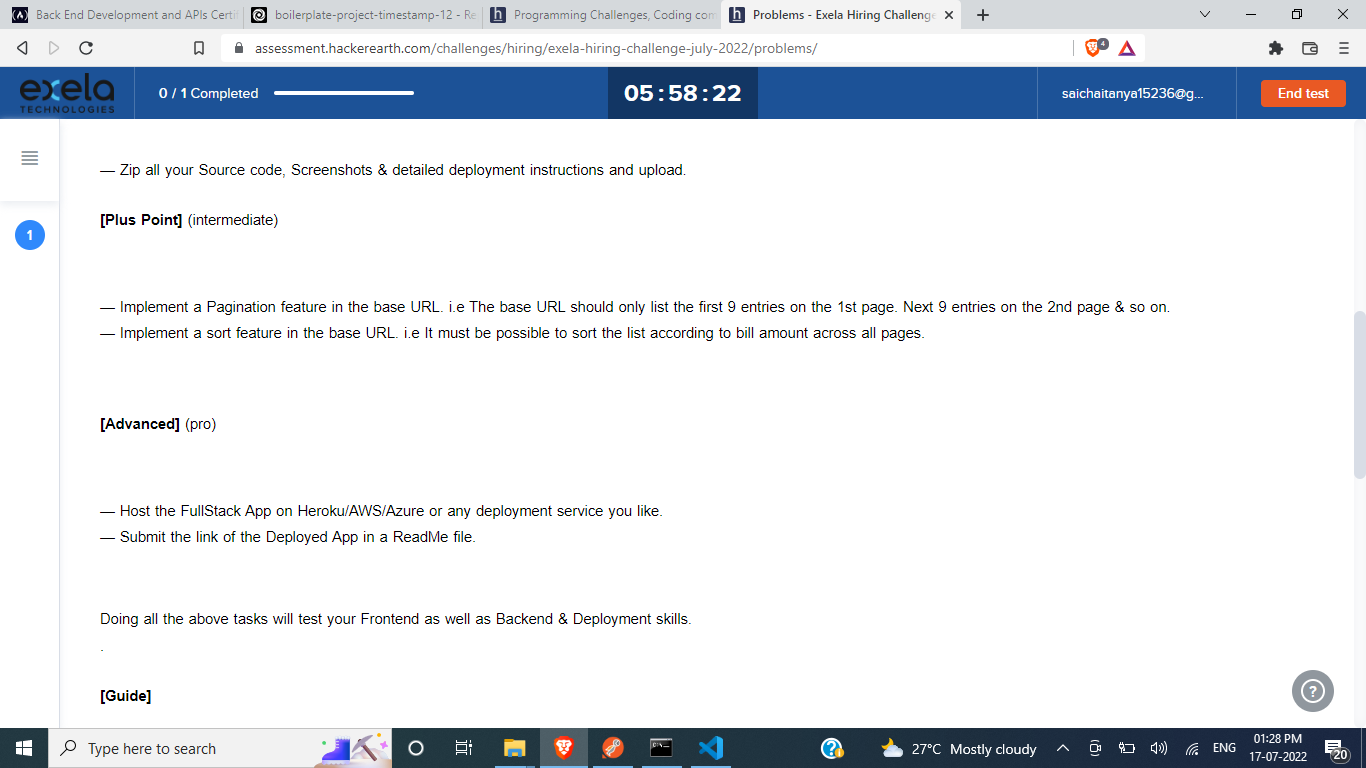 Back End Development and APIs Certif
boilerplate-project-timestamp-12 - Re
Programming Challenges, Coding com
Problems - Exela Hiring Challenge
assessment.hackerearth.com/challenges/hiring/exela-hiring-challenge-july-2022/problems/
4
exela
TECHNOLOGIES
0 / 1 Completed
05:58:22
saichaitanya15236@g...
End test
— Zip all your Source code, Screenshots & detailed deployment instructions and upload.
[Plus Point] (intermediate)
1
— Implement a Pagination feature in the base URL. i.e The base URL should only list the first 9 entries on the 1st page. Next 9 entries on the 2nd page & so on.
— Implement a sort feature in the base URL. i.e It must be possible to sort the list according to bill amount across all pages.
[Advanced] (pro)
— Host the FullStack App on Heroku/AWS/Azure or any deployment service you like.
— Submit the link of the Deployed App in a ReadMe file.
Doing all the above tasks will test your Frontend as well as Backend & Deployment skills.
.
[Guide]
?
Type here to search
27°C Mostly cloudy
ENG
01:28 PM
17-07-2022
20